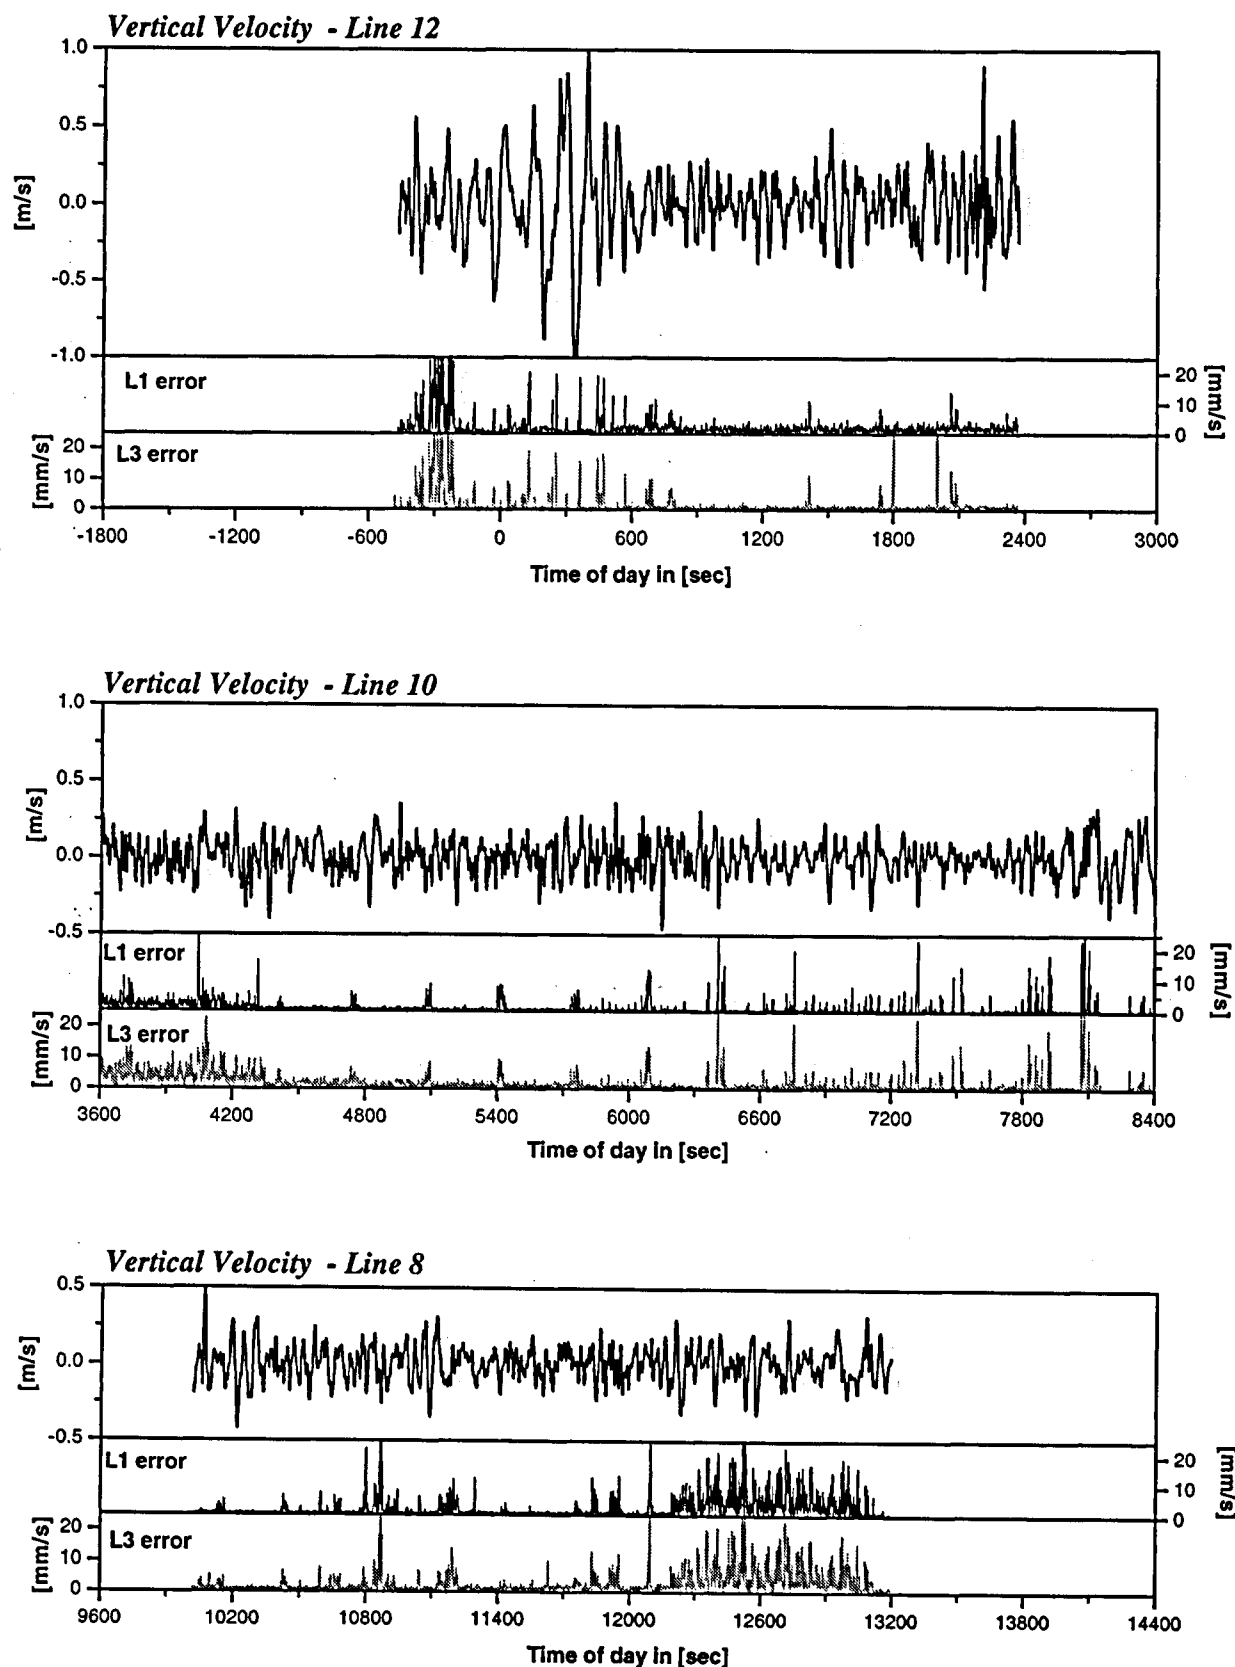 Vertical Velocity - Line 12
1.0
0.5
0.0
-0.5
-1.0
[m/s]
L1 error
20
10
0
[mm/s]
L3 error
20
10
0
[mm/s]
-1800 -1200 -600 0 600 1200 1800 2400 3000
Time of day in [sec]
Vertical Velocity - Line 10
1.0
0.5
0.0
-0.5
[m/s]
L1 error
20
10
0
[mm/s]
L3 error
20
10
0
[mm/s]
3600 4200 4800 5400 6000 6600 7200 7800 8400
Time of day in [sec]
Vertical Velocity - Line 8
0.5
0.0
-0.5
[m/s]
L1 error
20
10
0
[mm/s]
L3 error
20
10
0
[mm/s]
9600 10200 10800 11400 12000 12600 13200 13800 14400
Time of day in [sec]